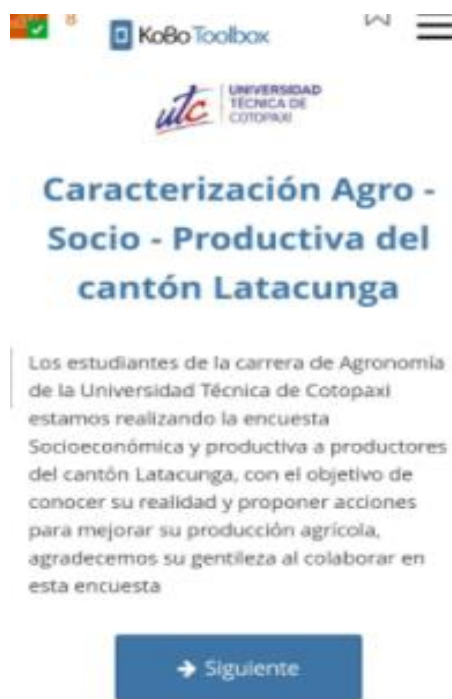 8
KoBo Toolbox
utc UNIVERSIDAD
TÉCNICA DE
COTOPAXI
Caracterización Agro -
Socio - Productiva del
cantón Latacunga
Los estudiantes de la carrera de Agronomía
de la Universidad Técnica de Cotopaxi
estamos realizando la encuesta
Socioeconómica y productiva a productores
del cantón Latacunga, con el objetivo de
conocer su realidad y proponer acciones
para mejorar su producción agrícola,
agradecemos su gentileza al colaborar en
esta encuesta
Siguiente